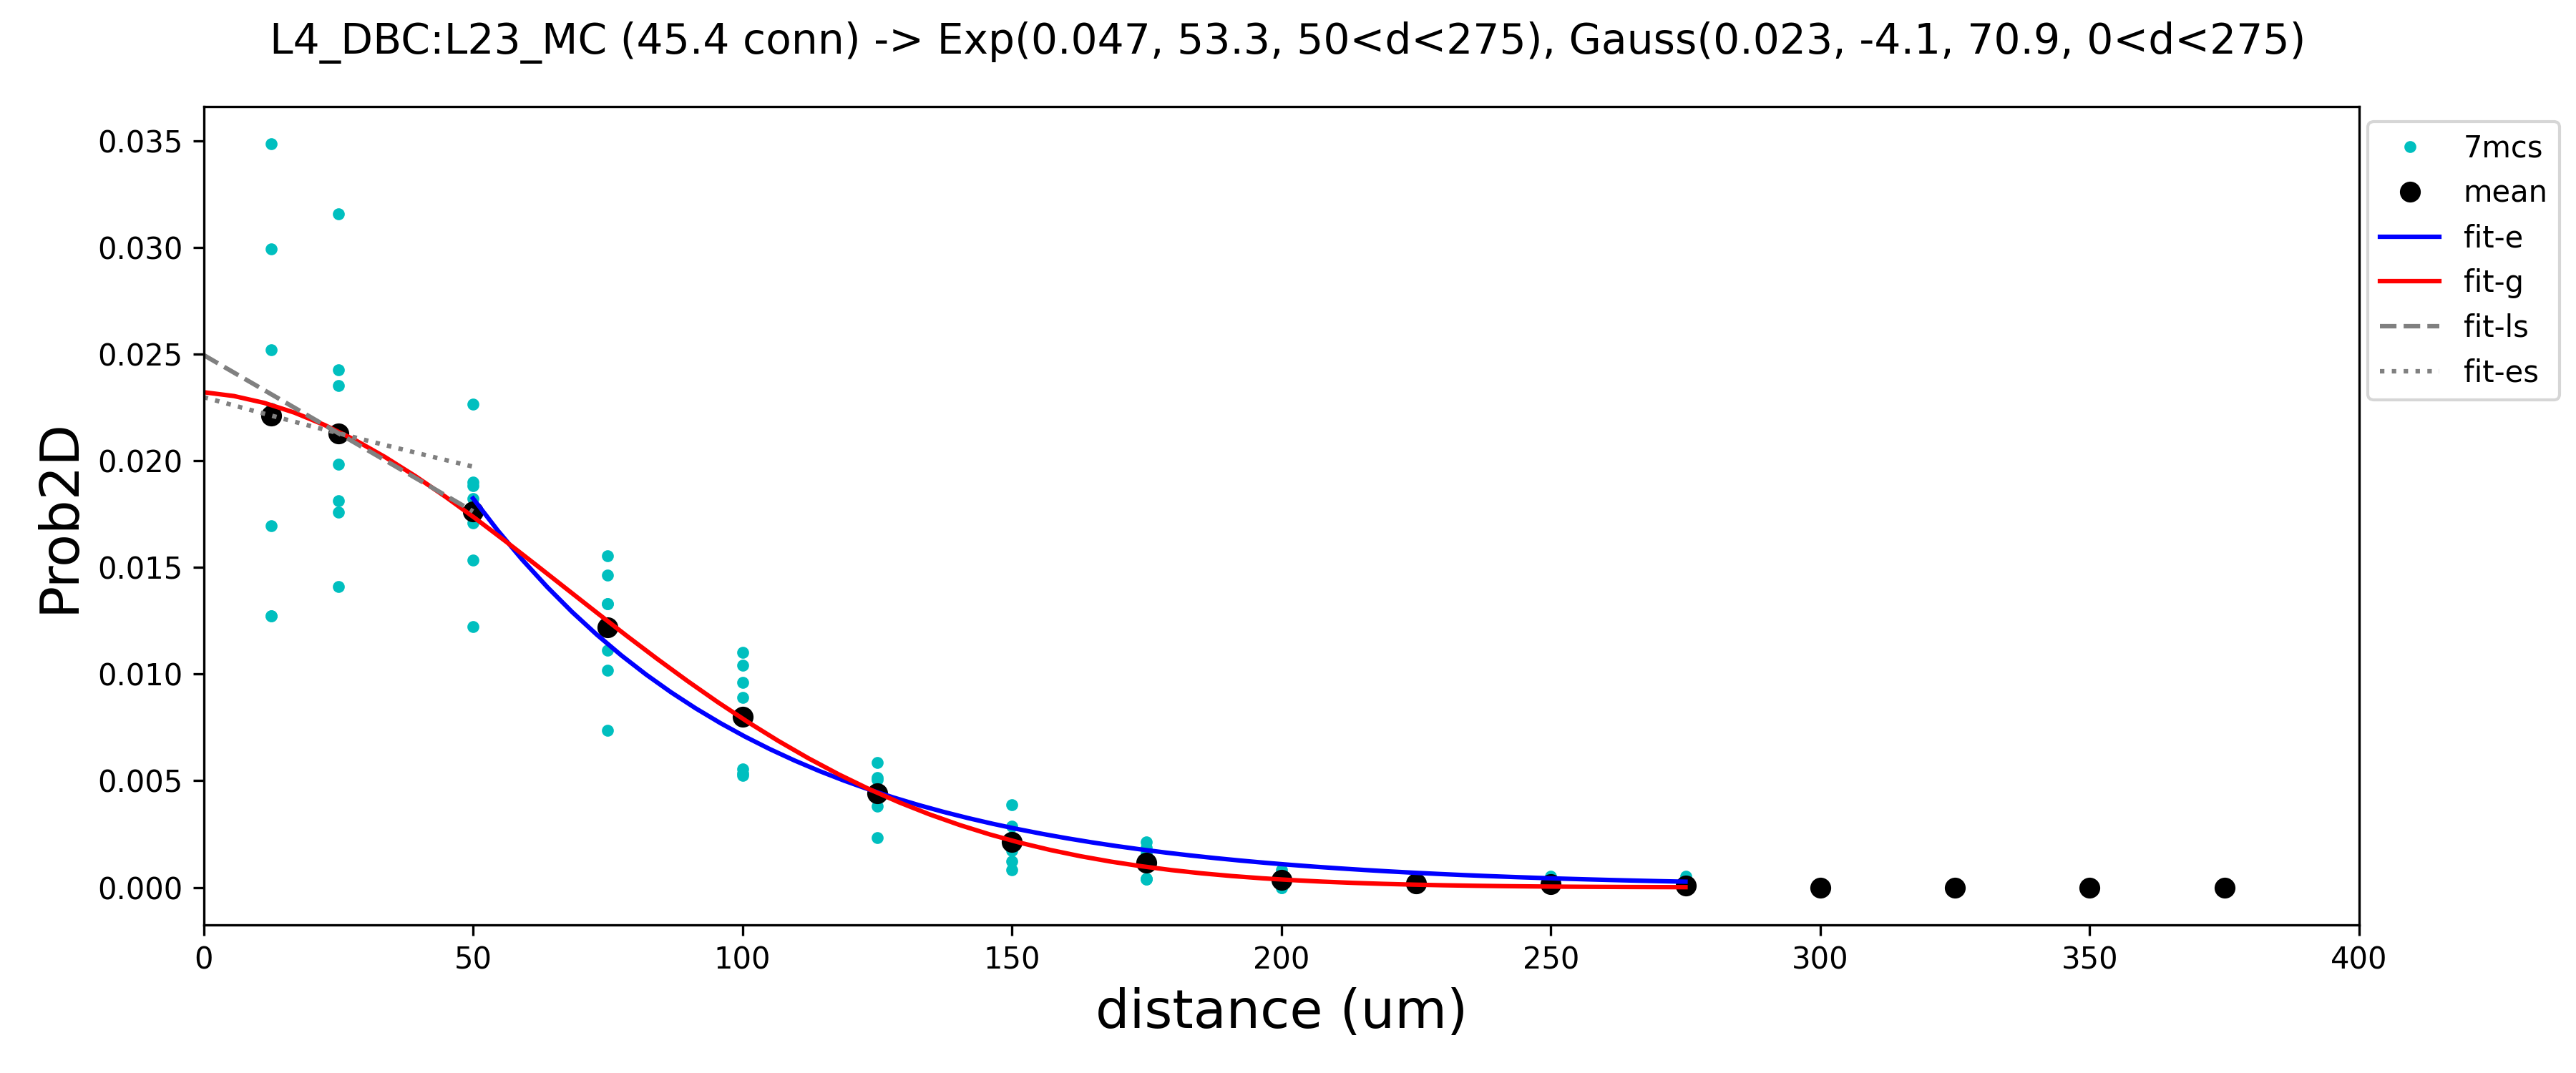 L4_DBC:L23_MC (45.4 conn) -> Exp(0.047, 53.3, 50<d<275), Gauss(0.023, -4.1, 70.9, 0<d<275)
0.035
0.030
0.025
0.020
0.015
0.010
0.005
0.000
Prob2D
0 50 100 150 200 250 300 350 400
distance (um)
7mcs
mean
fit-e
fit-g
fit-ls
fit-es